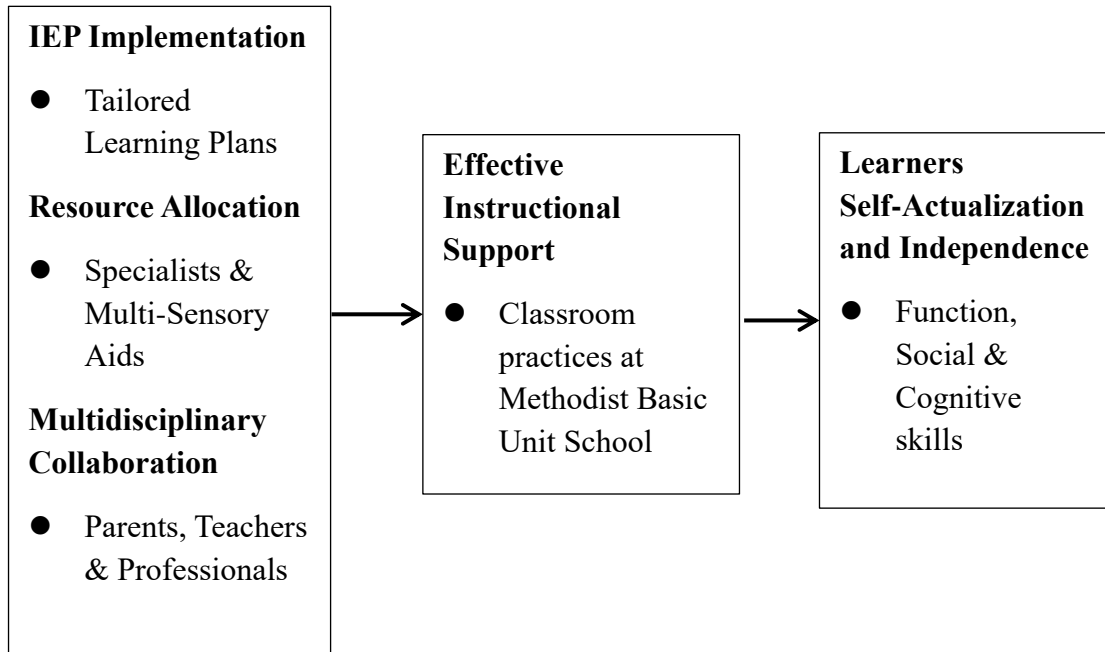 IEP Implementation
● Tailored
Learning Plans
Resource Allocation
● Specialists &
Multi-Sensory
Aids
Multidisciplinary
Collaboration
● Parents, Teachers
& Professionals
Effective
Instructional
Support
● Classroom
practices at
Methodist Basic
Unit School
Learners
Self-Actualization
and Independence
● Function,
Social &
Cognitive
skills